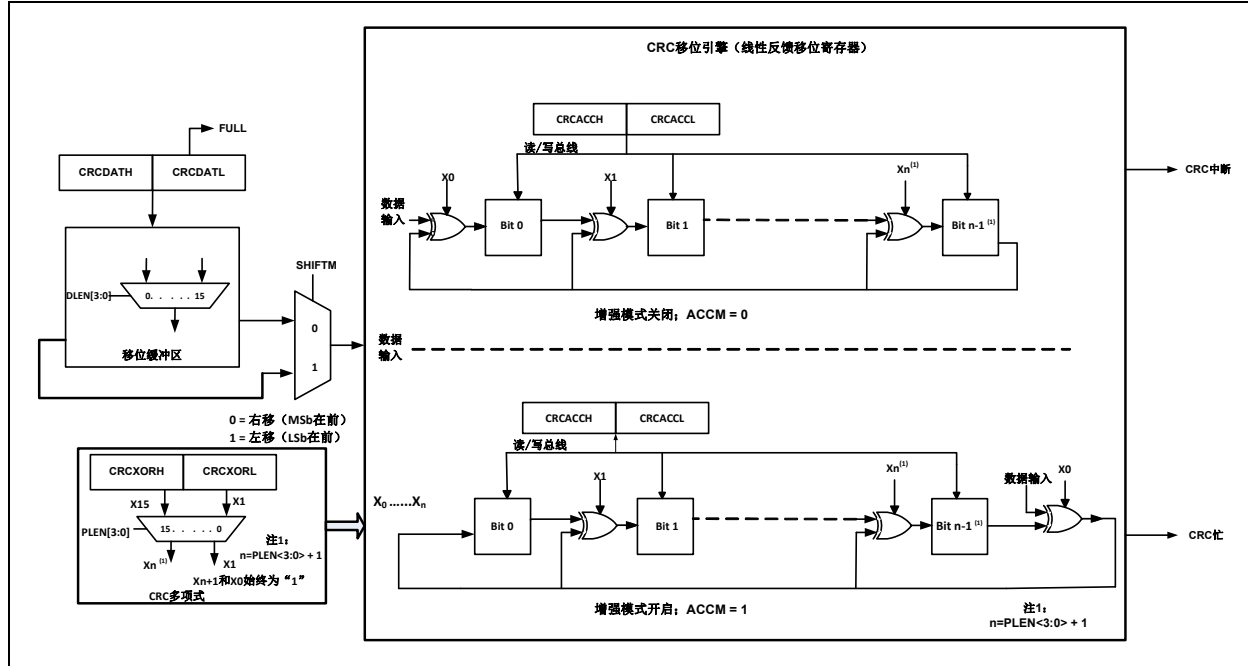 CRC移位引擎（线性反馈移位寄存器）
FULL
CRCDATH
CRCDATL
DLEN[3:0]
0. . . . . 15
移位缓冲区
SHIFTM
0
1
0 = 右移（MSb在前）
1 = 左移（LSb在前）
CRCXORH
CRCXORL
X15
X1
PLEN[3:0]
15. . . . . 0
注1：
n=PLEN<3:0> + 1
Xn (1)
X1
Xn+1和X0始终为“1”
CRC多项式
CRCACCH
CRCACCL
读/写总线
数据
输入
X0
X1
Xn(1)
Bit 0
Bit 1
Bit n-1 (1)
增强模式关闭；ACCM = 0
数据
输入
CRCACCH
CRCACCL
读/写总线
X0 ......Xn
X1
Xn(1)
数据输入
X0
Bit 0
Bit 1
Bit n-1 (1)
增强模式开启；ACCM = 1
注1：
n=PLEN<3:0> + 1
CRC中断
CRC忙